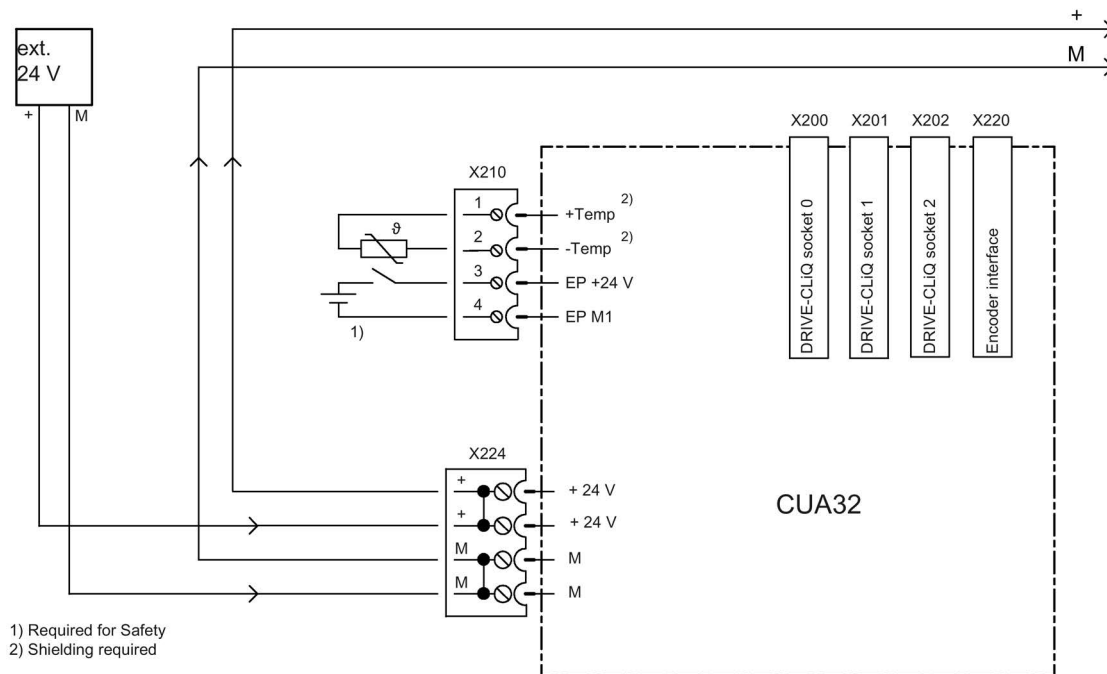 +
M
ext.
24 V
+ M
X200 X201 X202 X220
DRIVE-CLiQ socket 0
DRIVE-CLiQ socket 1
DRIVE-CLiQ socket 2
Encoder interface
X210
1 +Temp 2)
ϑ
2 -Temp 2)
3 EP +24 V
4 EP M1
1)
X224
+ + 24 V
+ + 24 V
M M
M M
CUA32
1) Required for Safety
2) Shielding required